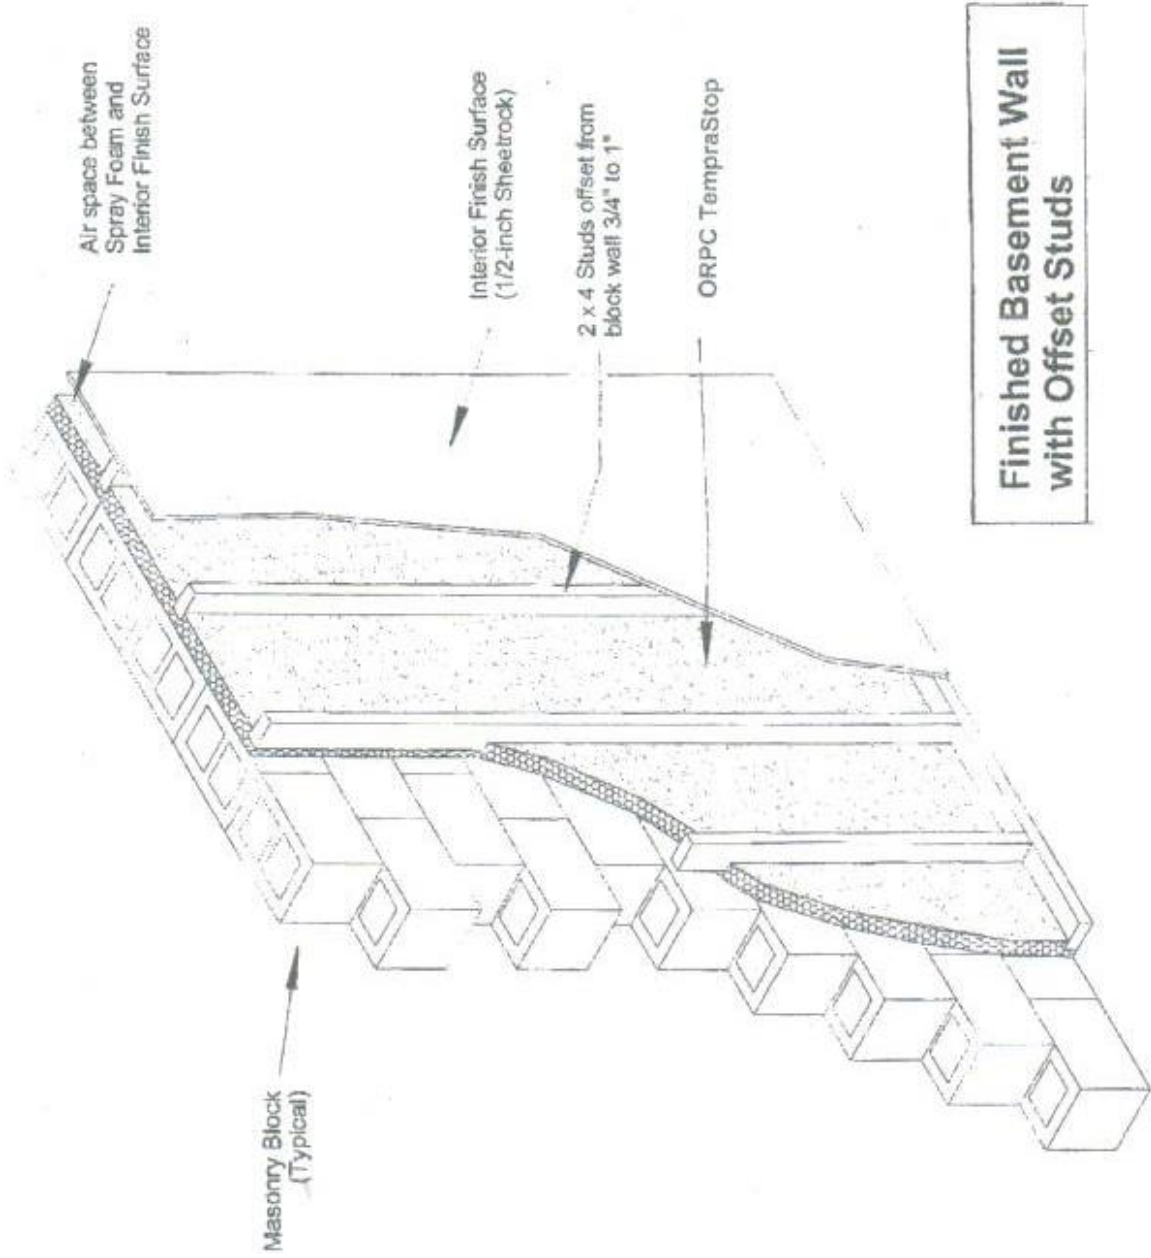 Air space between
Spray Foam and
Interior Finish Surface
Interior Finish Surface
(1/2-inch Sheetrock)
2 x 4 Studs offset from
block wall 3/4" to 1"
ORPC TempraStop
Masonry Block
(Typical)
Finished Basement Wall
with Offset Studs